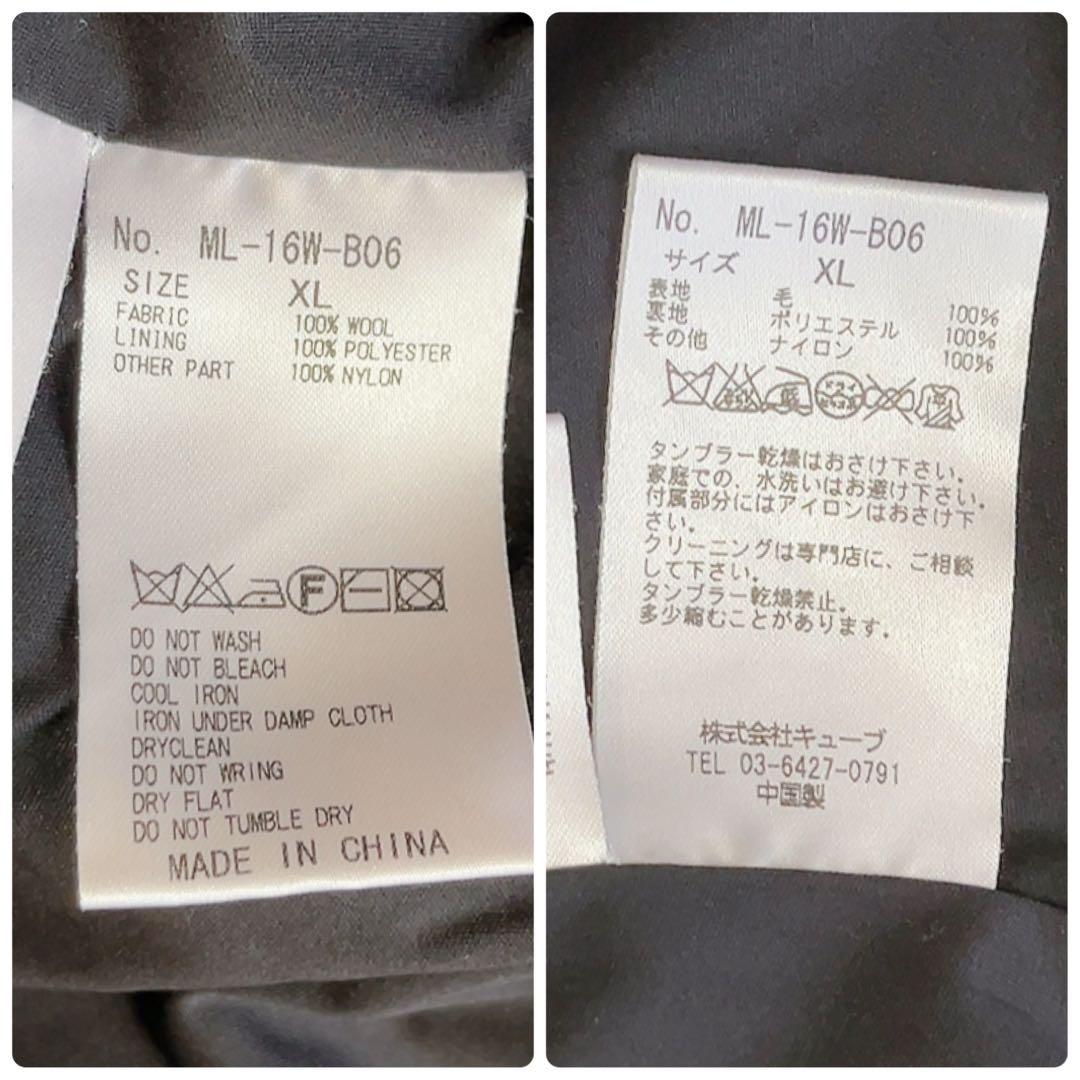 No. ML-16W-B06
SIZE XL
FABRIC 100% WOOL
LINING 100% POLYESTER
OTHER PART 100% NYLON
F
DO NOT WASH
DO NOT BLEACH
COOL IRON
IRON UNDER DAMP CLOTH
DRYCLEAN
DO NOT WRING
DRY FLAT
DO NOT TUMBLE DRY
MADE IN CHINA
No. ML-16W-B06
サイズ XL
表地 毛 100%
裏地 ポリエステル 100%
その他 ナイロン 100%
ドライ
タンブラー乾燥はおさけ下さい。
家庭での、水洗いはお避け下さい。
付属部分にはアイロンはおさけ下
さい。
クリーニングは専門店に、ご相談
して下さい。
タンブラー乾燥禁止。
多少縮むことがあります。
株式会社キューブ
TEL 03-6427-0791
中国製